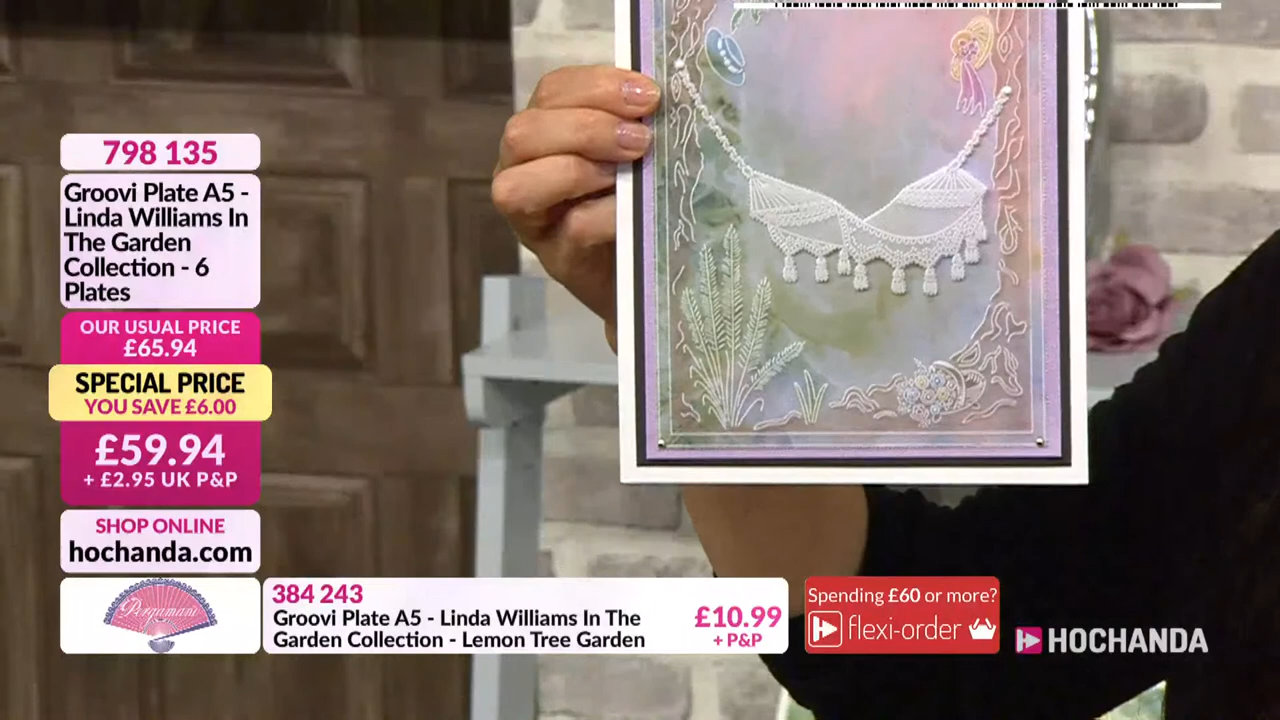 798 135
Groovi Plate A5 -
Linda Williams In
The Garden
Collection - 6
Plates
OUR USUAL PRICE
£65.94
SPECIAL PRICE
YOU SAVE £6.00
£59.94
+ £2.95 UK P&P
SHOP ONLINE
hochanda.com
Pergamano
384 243
Groovi Plate A5 - Linda Williams In The
Garden Collection - Lemon Tree Garden
£10.99
+ P&P
Spending £60 or more?
flexi-order
HOCHANDA